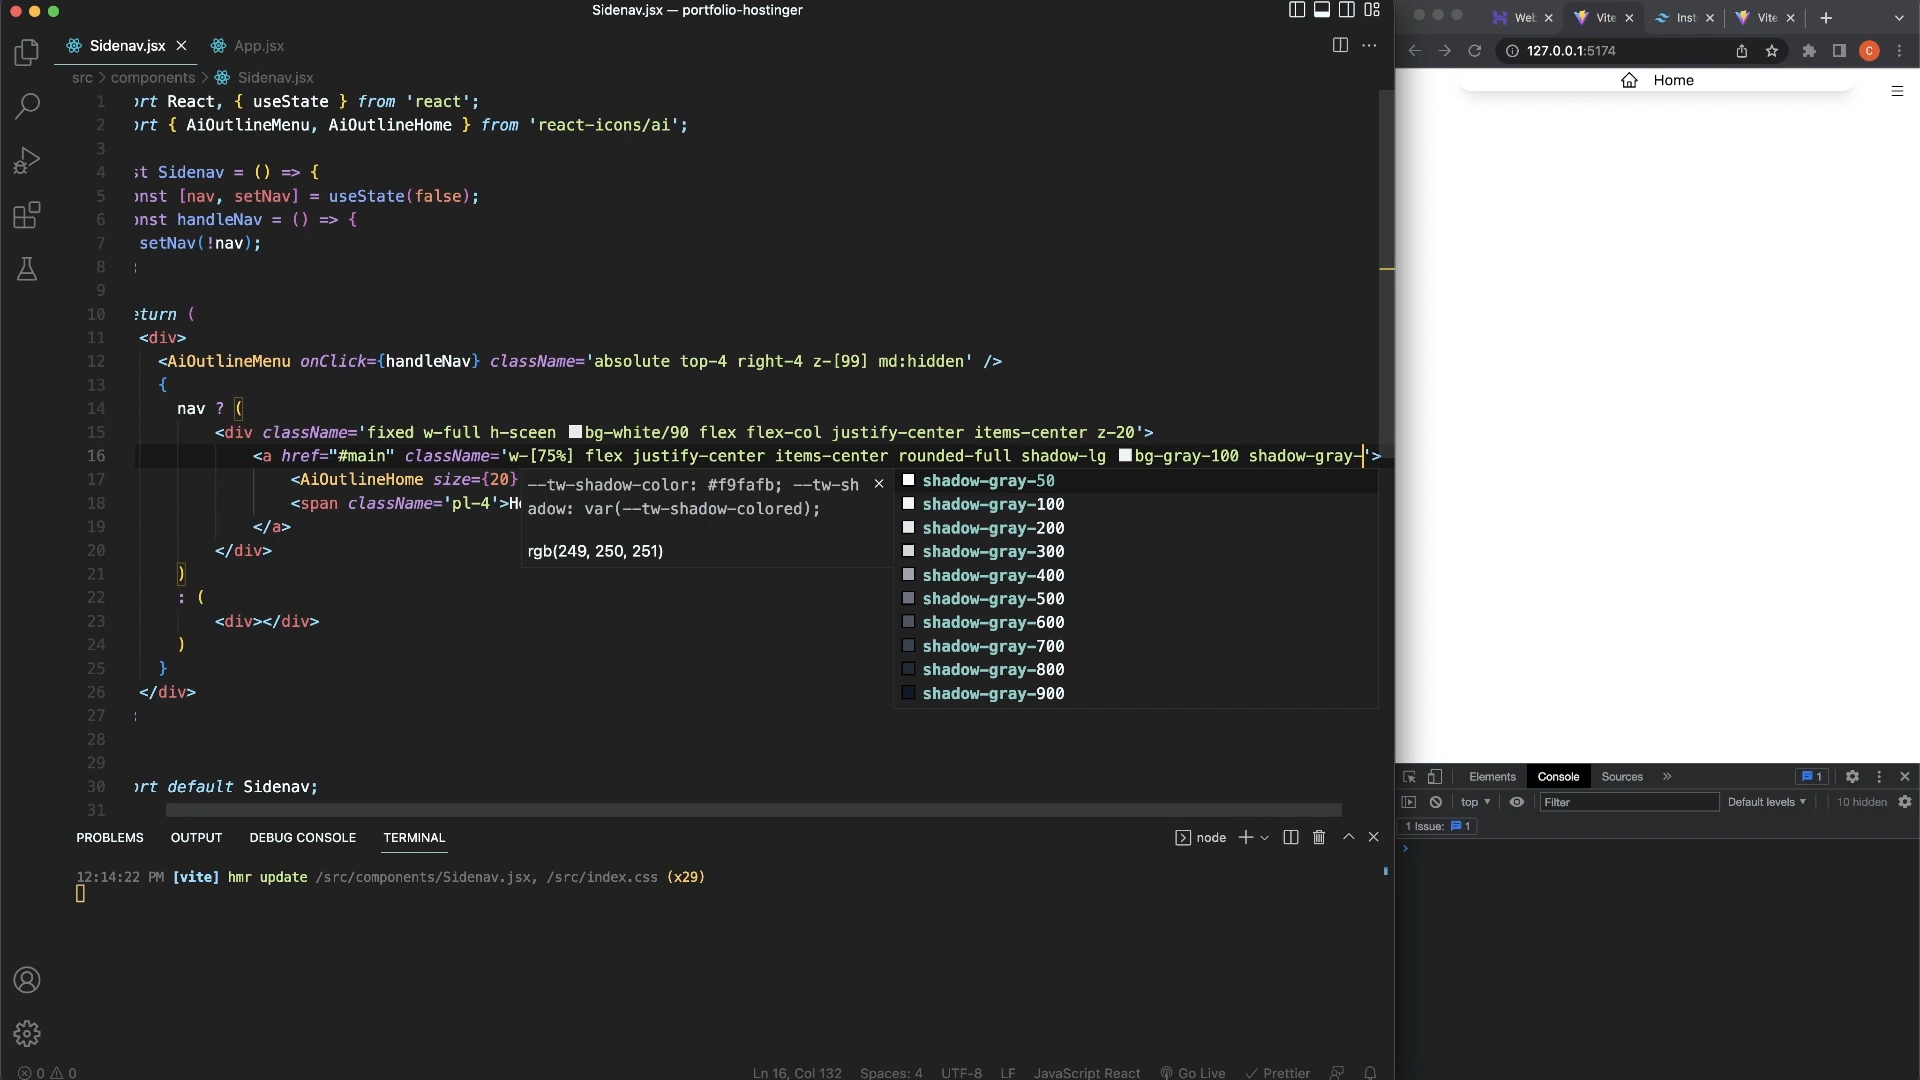 Sidenav.jsx — portfolio-hostinger
Sidenav.jsx
App.jsx
src > components > Sidenav.jsx
1 ort React, { useState } from 'react';
2 ort { AiOutlineMenu, AiOutlineHome } from 'react-icons/ai';
3
4 st Sidenav = () => {
5 onst [nav, setNav] = useState(false);
6 onst handleNav = () => {
7 setNav(!nav);
8 ;
9
10 eturn (
11 <div>
12 <AiOutlineMenu onClick={handleNav} className='absolute top-4 right-4 z-[99] md:hidden' />
13 {
14 nav ? (
15 <div className='fixed w-full h-sceen bg-white/90 flex flex-col justify-center items-center z-20'>
16 <a href="#main" className='w-[75%] flex justify-center items-center rounded-full shadow-lg bg-gray-100 shadow-gray-'>
17 <AiOutlineHome size={20}
18 <span className='pl-4'>Ho
19 </a>
20 </div>
21 )
22 : (
23 <div></div>
24 )
25 }
26 </div>
27 ;
28
29
30 ort default Sidenav;
31
--tw-shadow-color: #f9fafb; --tw-sh
adow: var(--tw-shadow-colored);
rgb(249, 250, 251)
shadow-gray-50
shadow-gray-100
shadow-gray-200
shadow-gray-300
shadow-gray-400
shadow-gray-500
shadow-gray-600
shadow-gray-700
shadow-gray-800
shadow-gray-900
PROBLEMS OUTPUT DEBUG CONSOLE TERMINAL
node
12:14:22 PM [vite] hmr update /src/components/Sidenav.jsx, /src/index.css (x29)
0 0
Ln 16, Col 132 Spaces: 4 UTF-8 LF JavaScript React Go Live Prettier
Web Vite Inst Vite
127.0.0.1:5174
C
Home
Elements Console Sources » 1
top Filter Default levels 10 hidden
1 Issue: 1